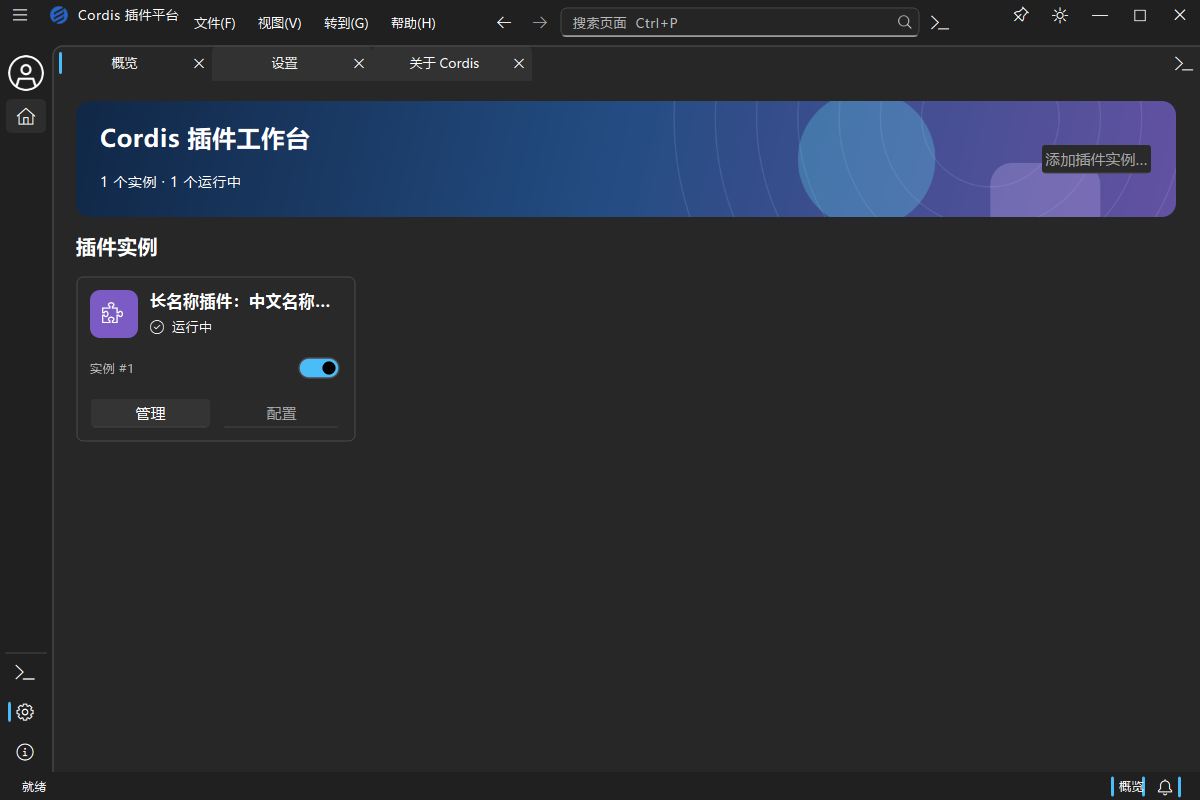 Cordis 插件平台 文件(F) 视图(V) 转到(G) 帮助(H) 搜索页面 Ctrl+P
概览 设置 关于 Cordis
Cordis 插件工作台
1 个实例 · 1 个运行中
添加插件实例...
插件实例
长名称插件：中文名称...
运行中
实例 #1
管理 配置
就绪 概览